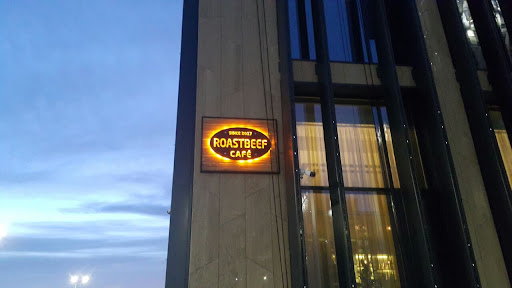 SINCE 2017
ROASTBEEF
CAFÉ